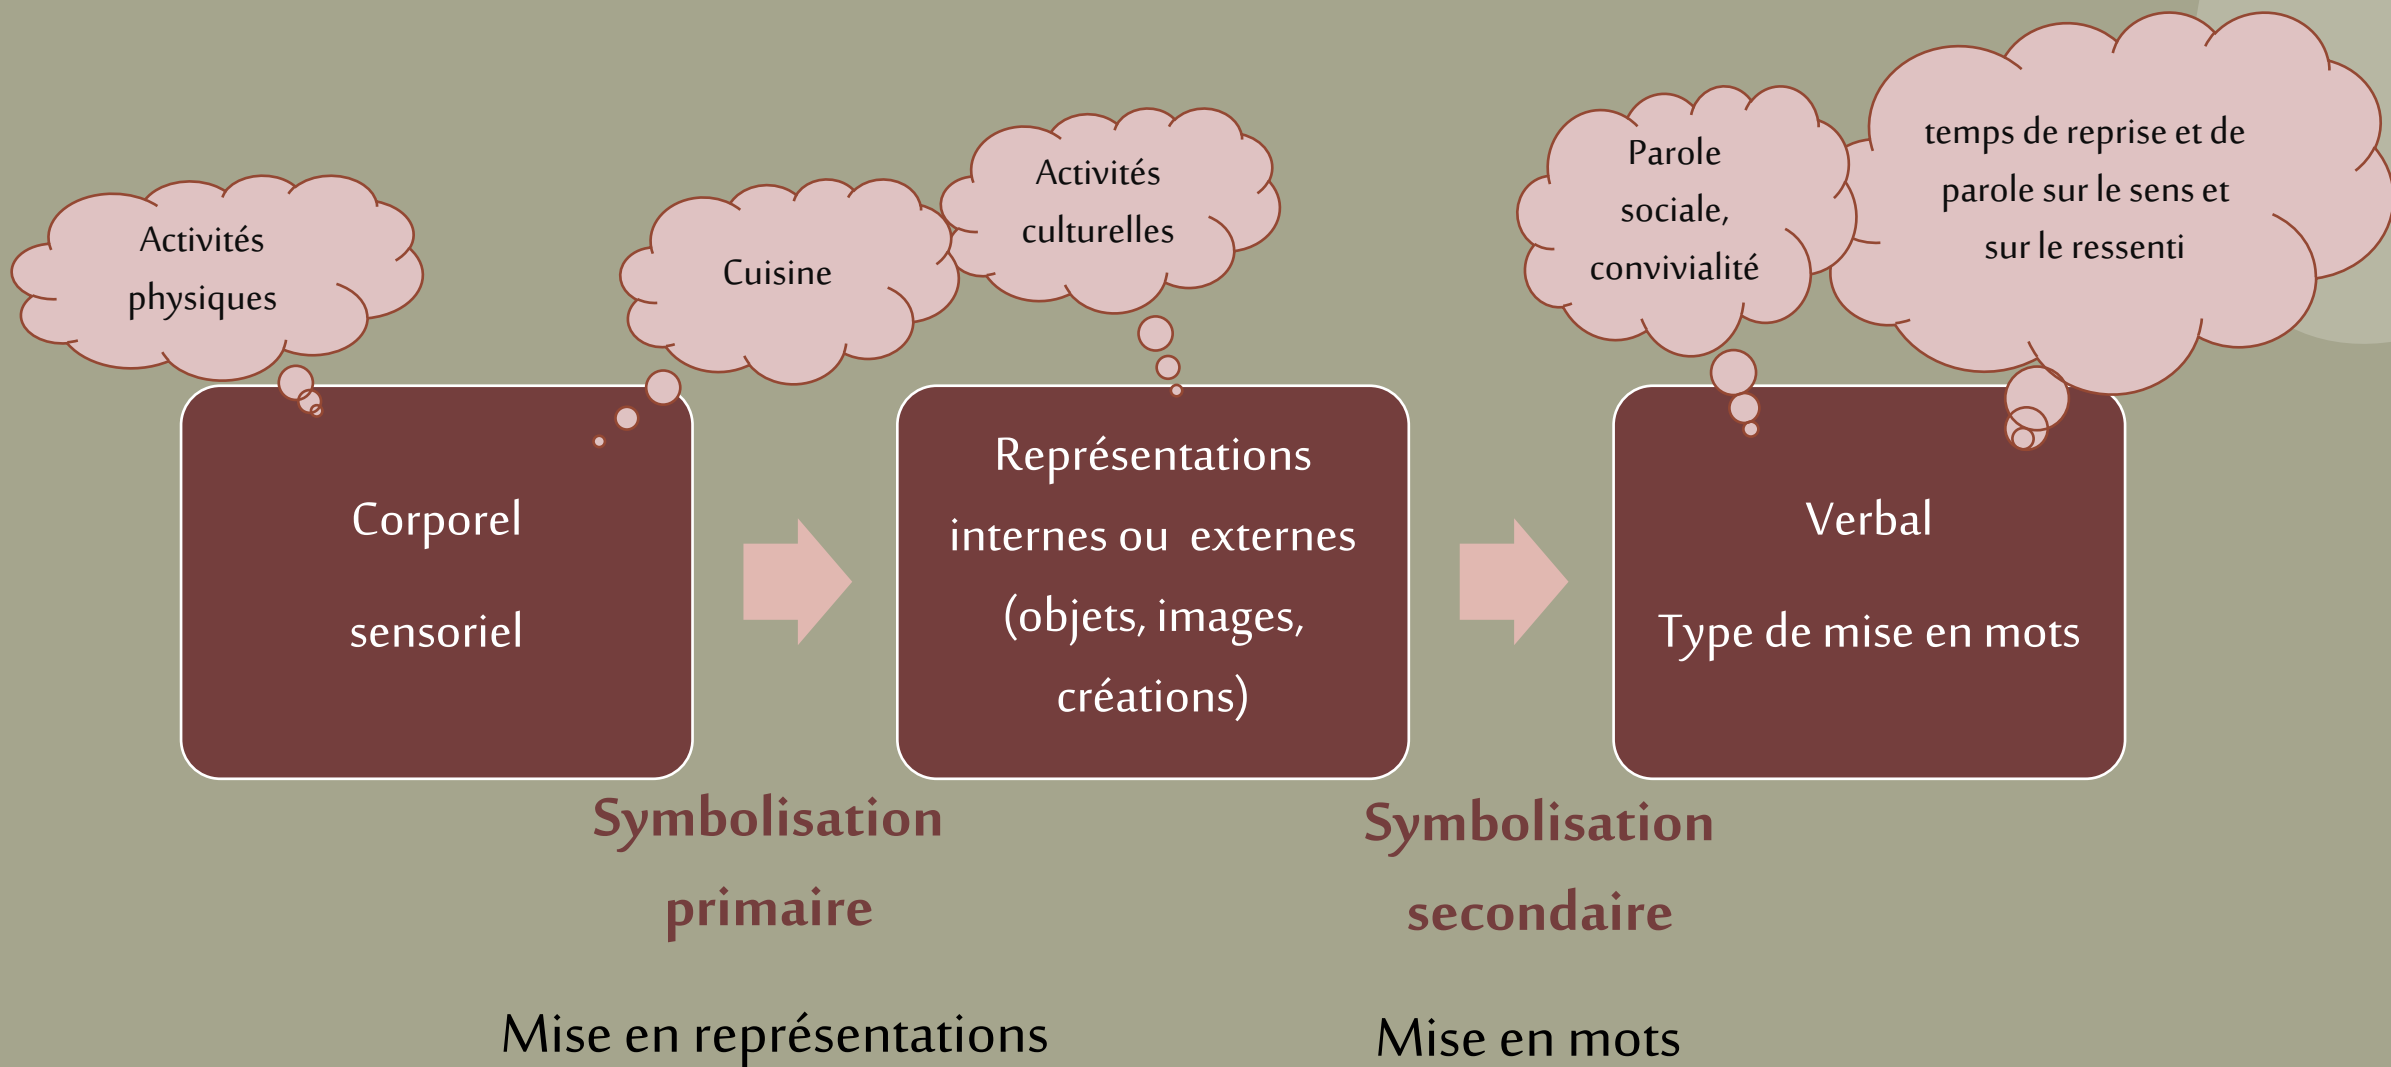 Activités
physiques
Cuisine
Activités
culturelles
Parole
sociale,
convivialité
temps de reprise et de
parole sur le sens et
sur le ressenti
Corporel
sensoriel
Représentations
internes ou  externes
(objets, images,
créations)
Verbal
Type de mise en mots
Symbolisation
primaire
Symbolisation
secondaire
Mise en représentations
Mise en mots